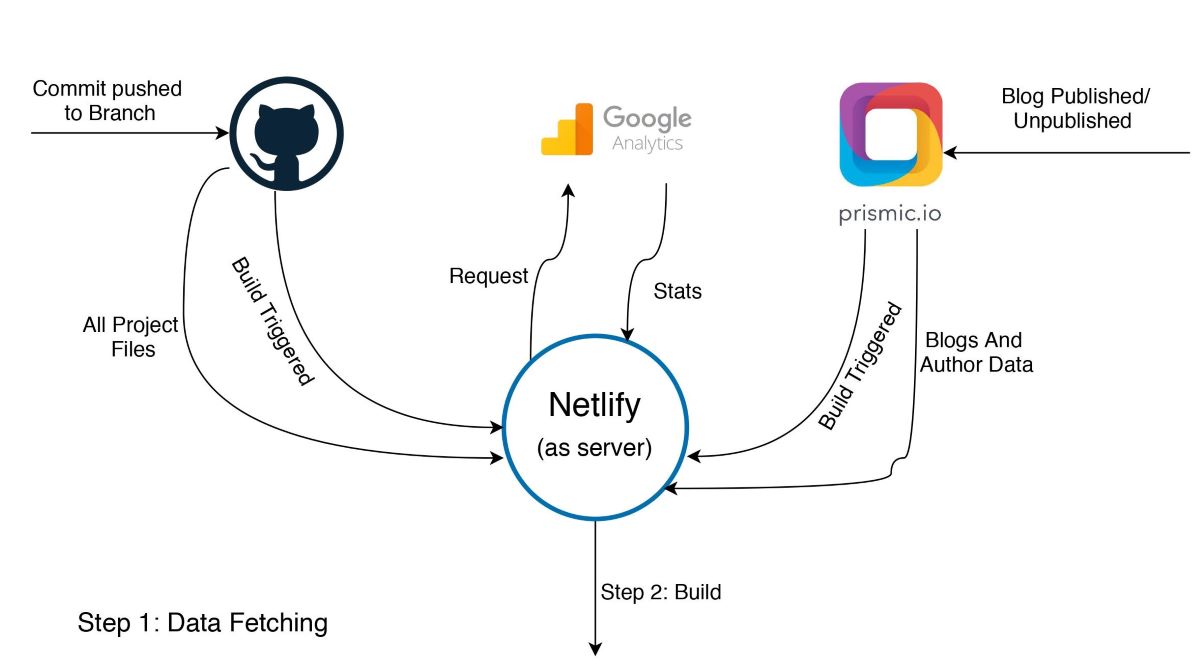 Commit pushed
to Branch
Google
Analytics
Blog Published/
Unpublished
prismic.io
Build Triggered
Request
Stats
All Project
Files
Build Triggered
Blogs And
Author Data
Netlify
(as server)
Step 2: Build
Step 1: Data Fetching